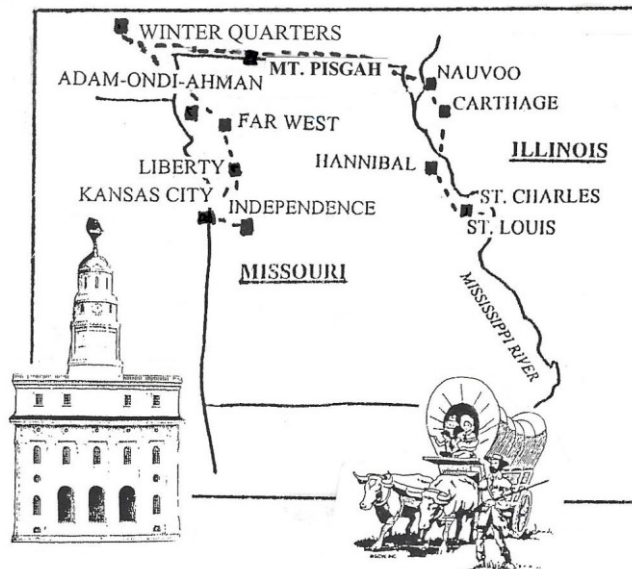 WINTER QUARTERS
MT. PISGAH
NAUVOO
ADAM-ONDI-AHMAN
CARTHAGE
FAR WEST
ILLINOIS
LIBERTY
HANNIBAL
KANSAS CITY
INDEPENDENCE
ST. CHARLES
ST. LOUIS
MISSOURI
MISSISSIPPI RIVER